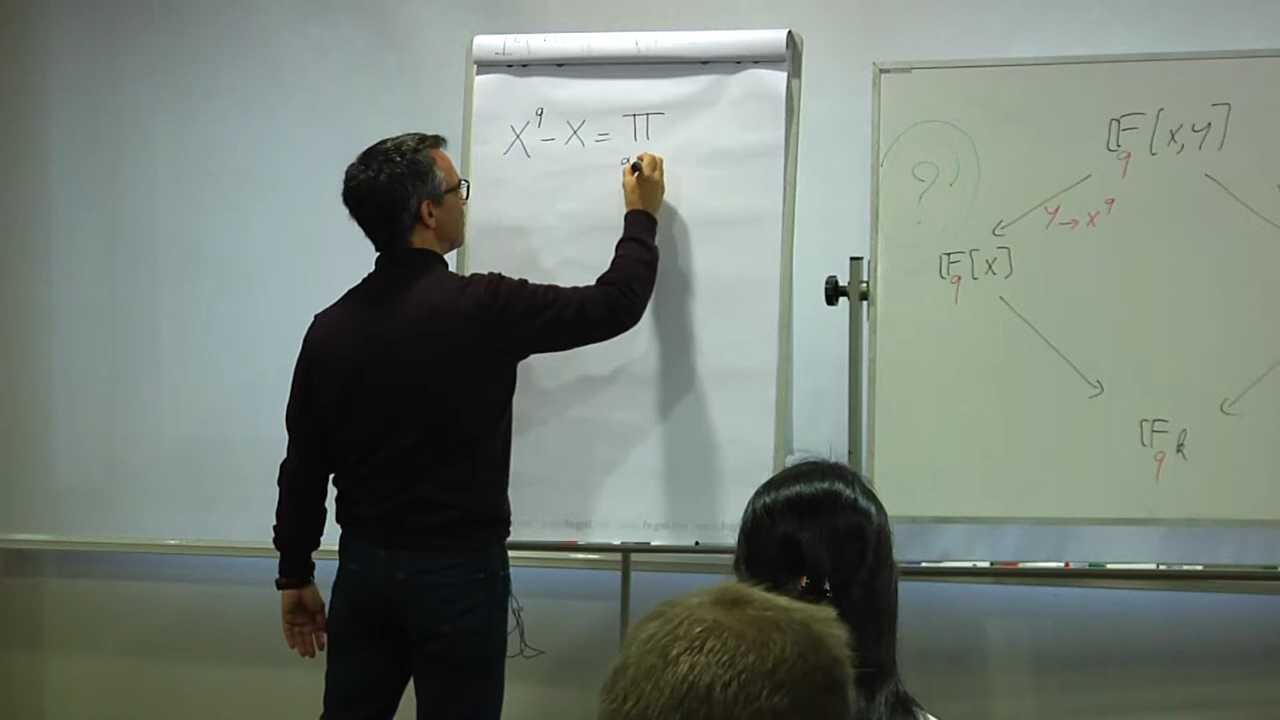 X^q - X = ∏
a
?
𝔽_q[x,y]
y → x^q
𝔽_q[x]
𝔽_q k